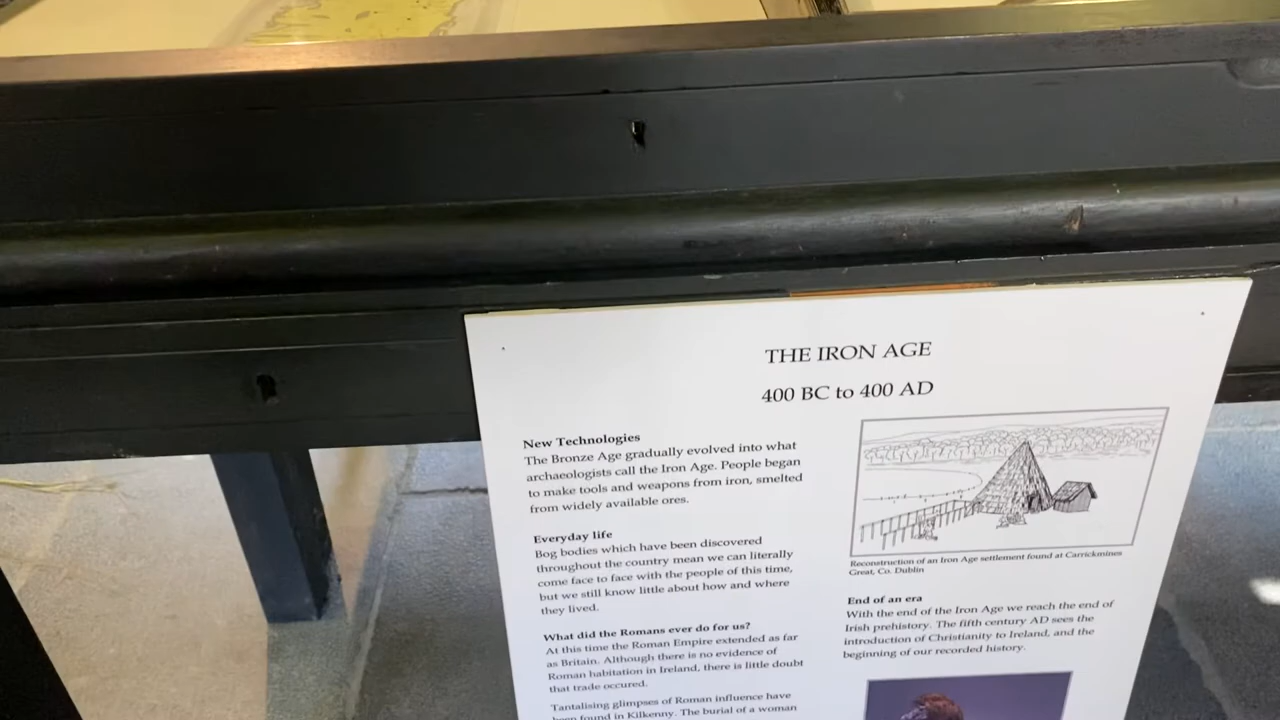 THE IRON AGE
400 BC to 400 AD
New Technologies
The Bronze Age gradually evolved into what
archaeologists call the Iron Age. People began
to make tools and weapons from iron, smelted
from widely available ores.
Everyday life
Bog bodies which have been discovered
throughout the country mean we can literally
come face to face with the people of this time,
but we still know little about how and where
they lived.
What did the Romans ever do for us?
At this time the Roman Empire extended as far
as Britain. Although there is no evidence of
Roman habitation in Ireland, there is little doubt
that trade occured.
Tantalising glimpses of Roman influence have
been found in Kilkenny. The burial of a woman
Reconstruction of an Iron Age settlement found at Carrickmines
Great, Co. Dublin
End of an era
With the end of the Iron Age we reach the end of
Irish prehistory. The fifth century AD sees the
introduction of Christianity to Ireland, and the
beginning of our recorded history.